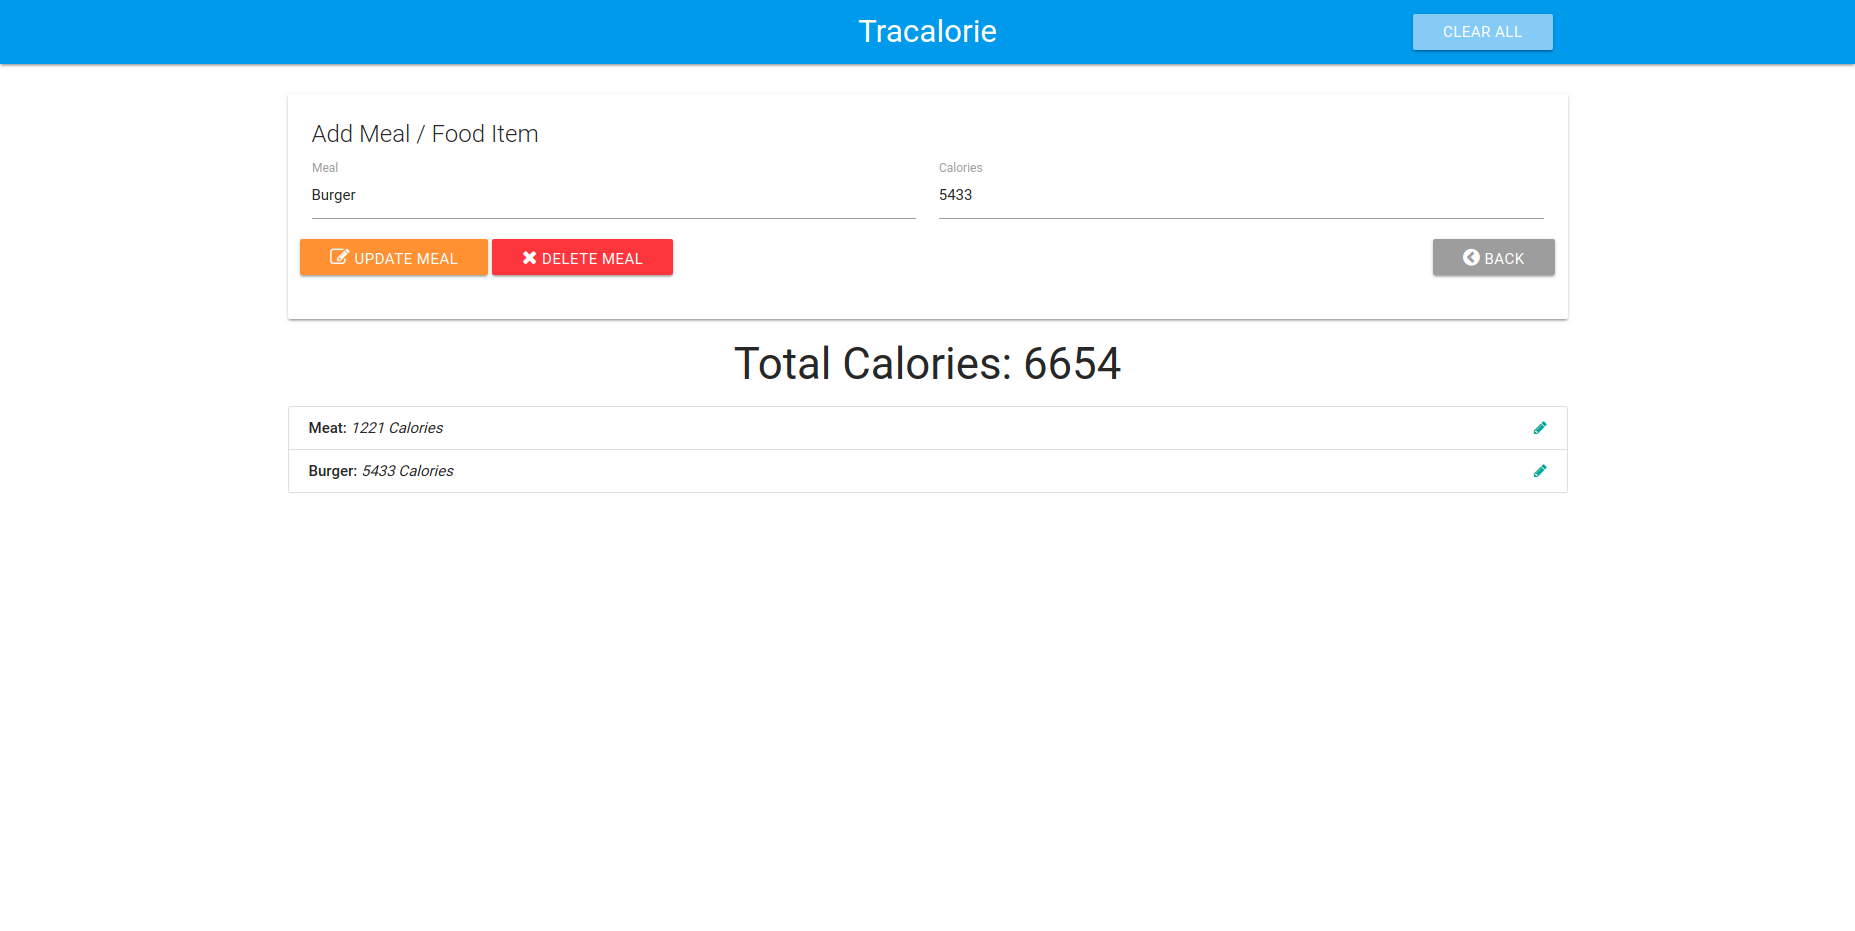 Tracalorie
CLEAR ALL
Add Meal / Food Item
Meal
Calories
Burger
5433
UPDATE MEAL
DELETE MEAL
BACK
Total Calories: 6654
Meat: 1221 Calories
Burger: 5433 Calories